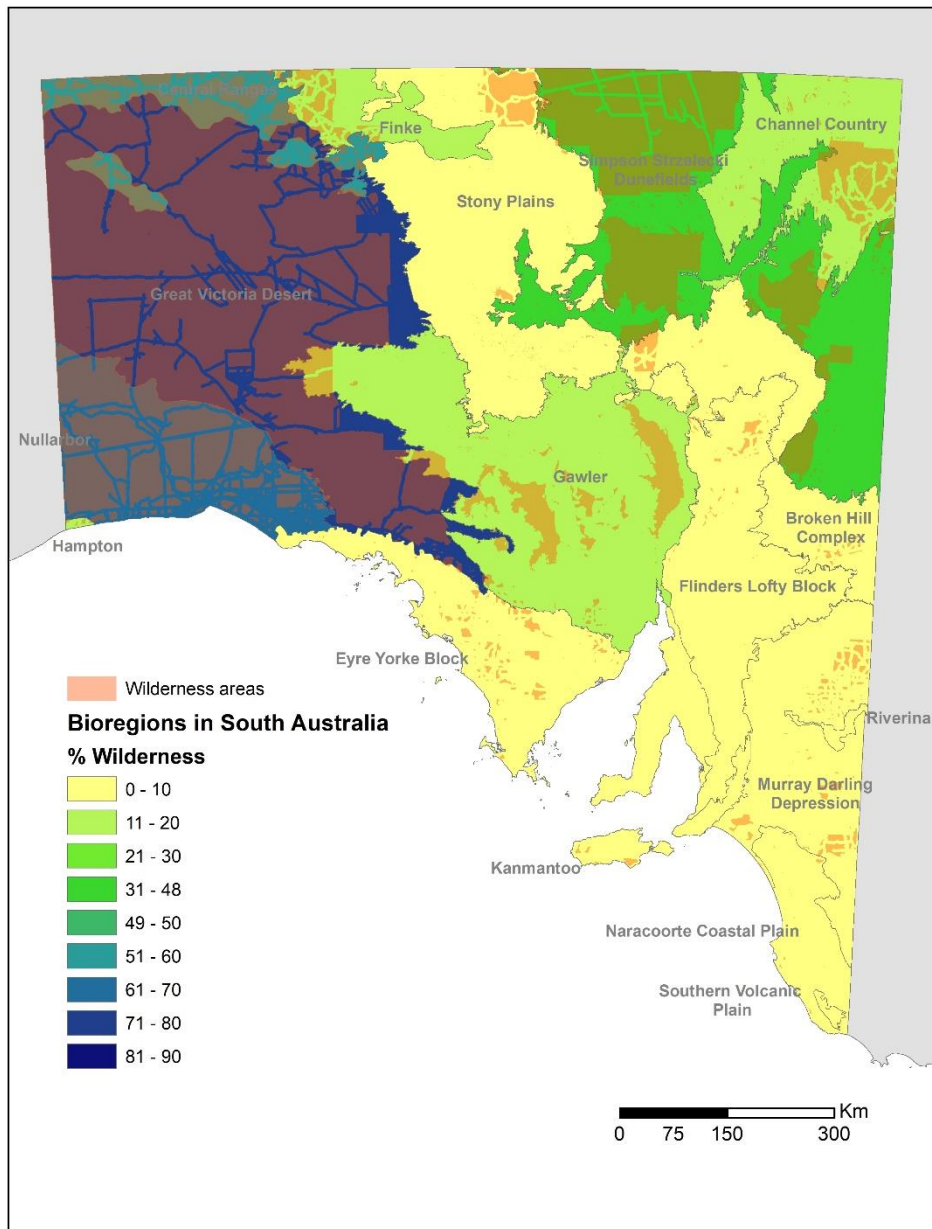 Central Ranges
Finke
Channel Country
Simpson Strzelecki
Dunefields
Stony Plains
Great Victoria Desert
Nullarbor
Gawler
Hampton
Broken Hill
Complex
Flinders Lofty Block
Eyre Yorke Block
Riverina
Murray Darling
Depression
Kanmantoo
Naracoorte Coastal Plain
Southern Volcanic
Plain
Wilderness areas
Bioregions in South Australia
% Wilderness
0 - 10
11 - 20
21 - 30
31 - 48
49 - 50
51 - 60
61 - 70
71 - 80
81 - 90
Km
0 75 150 300